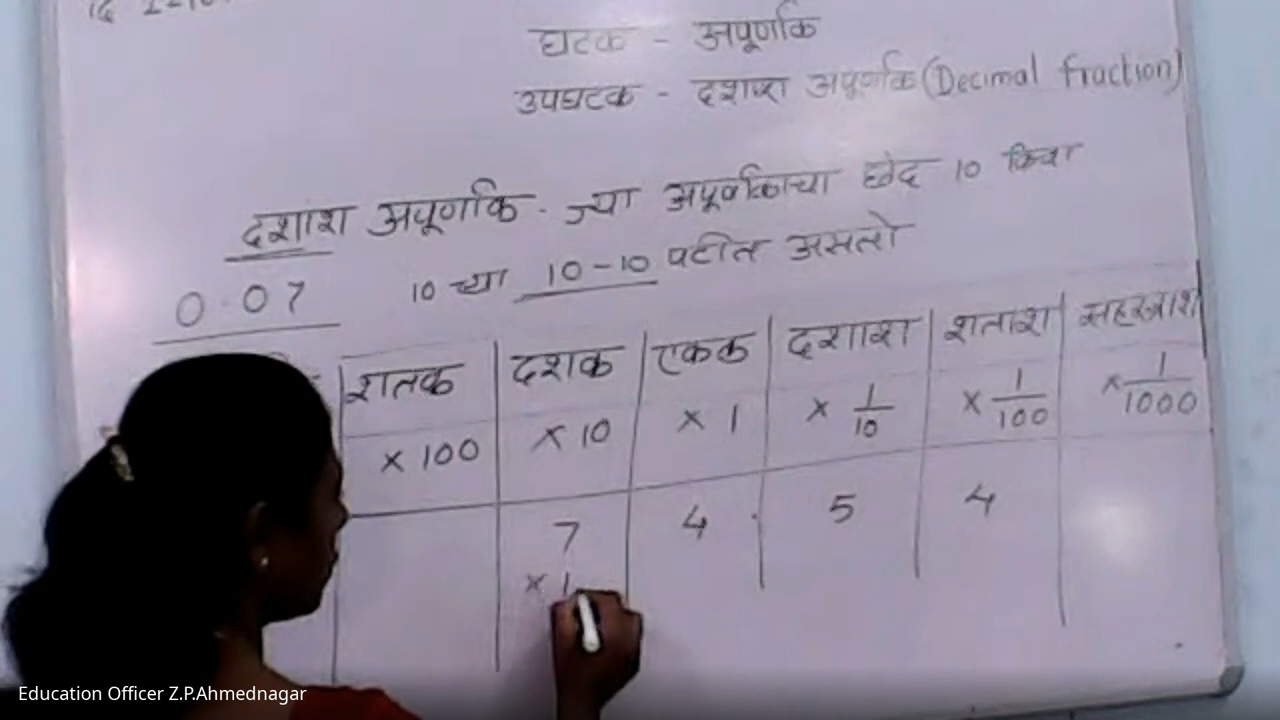 घटक - अपूर्णांक
उपघटक - दशांश अपूर्णांक (Decimal fraction)
दशांश अपूर्णांक - ज्या अपूर्णांकाचा छेद 10 किंवा
10 च्या 10-10 पटीत असतो
0.07
शतक दशक एकक दशांश शतांश सहस्त्रांश
×100 ×10 ×1 ×1/10 ×1/100 ×1/1000
7 4 . 5 4
×1
Education Officer Z.P.Ahmednagar